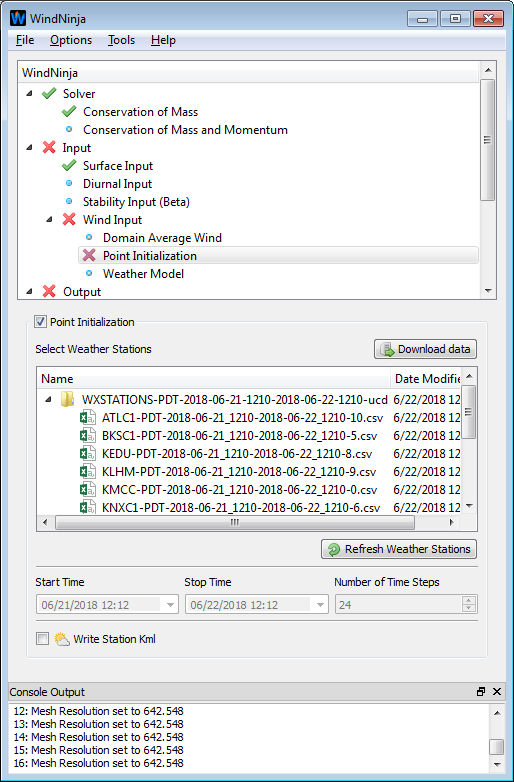 WindNinja
File Options Tools Help
WindNinja
Solver
Conservation of Mass
Conservation of Mass and Momentum
Input
Surface Input
Diurnal Input
Stability Input (Beta)
Wind Input
Domain Average Wind
Point Initialization
Weather Model
Output
Point Initialization
Select Weather Stations Download data
Name Date Modifie
WXSTATIONS-PDT-2018-06-21-1210-2018-06-22-1210-ucd 6/22/2018 12
ATLC1-PDT-2018-06-21_1210-2018-06-22_1210-10.csv 6/22/2018 12
BKSC1-PDT-2018-06-21_1210-2018-06-22_1210-5.csv 6/22/2018 12
KEDU-PDT-2018-06-21_1210-2018-06-22_1210-8.csv 6/22/2018 12
KLHM-PDT-2018-06-21_1210-2018-06-22_1210-9.csv 6/22/2018 12
KMCC-PDT-2018-06-21_1210-2018-06-22_1210-0.csv 6/22/2018 12
KNXC1-PDT-2018-06-21_1210-2018-06-22_1210-6.csv 6/22/2018 12
Refresh Weather Stations
Start Time Stop Time Number of Time Steps
06/21/2018 12:12 06/22/2018 12:12 24
Write Station Kml
Console Output
12: Mesh Resolution set to 642.548
13: Mesh Resolution set to 642.548
14: Mesh Resolution set to 642.548
15: Mesh Resolution set to 642.548
16: Mesh Resolution set to 642.548